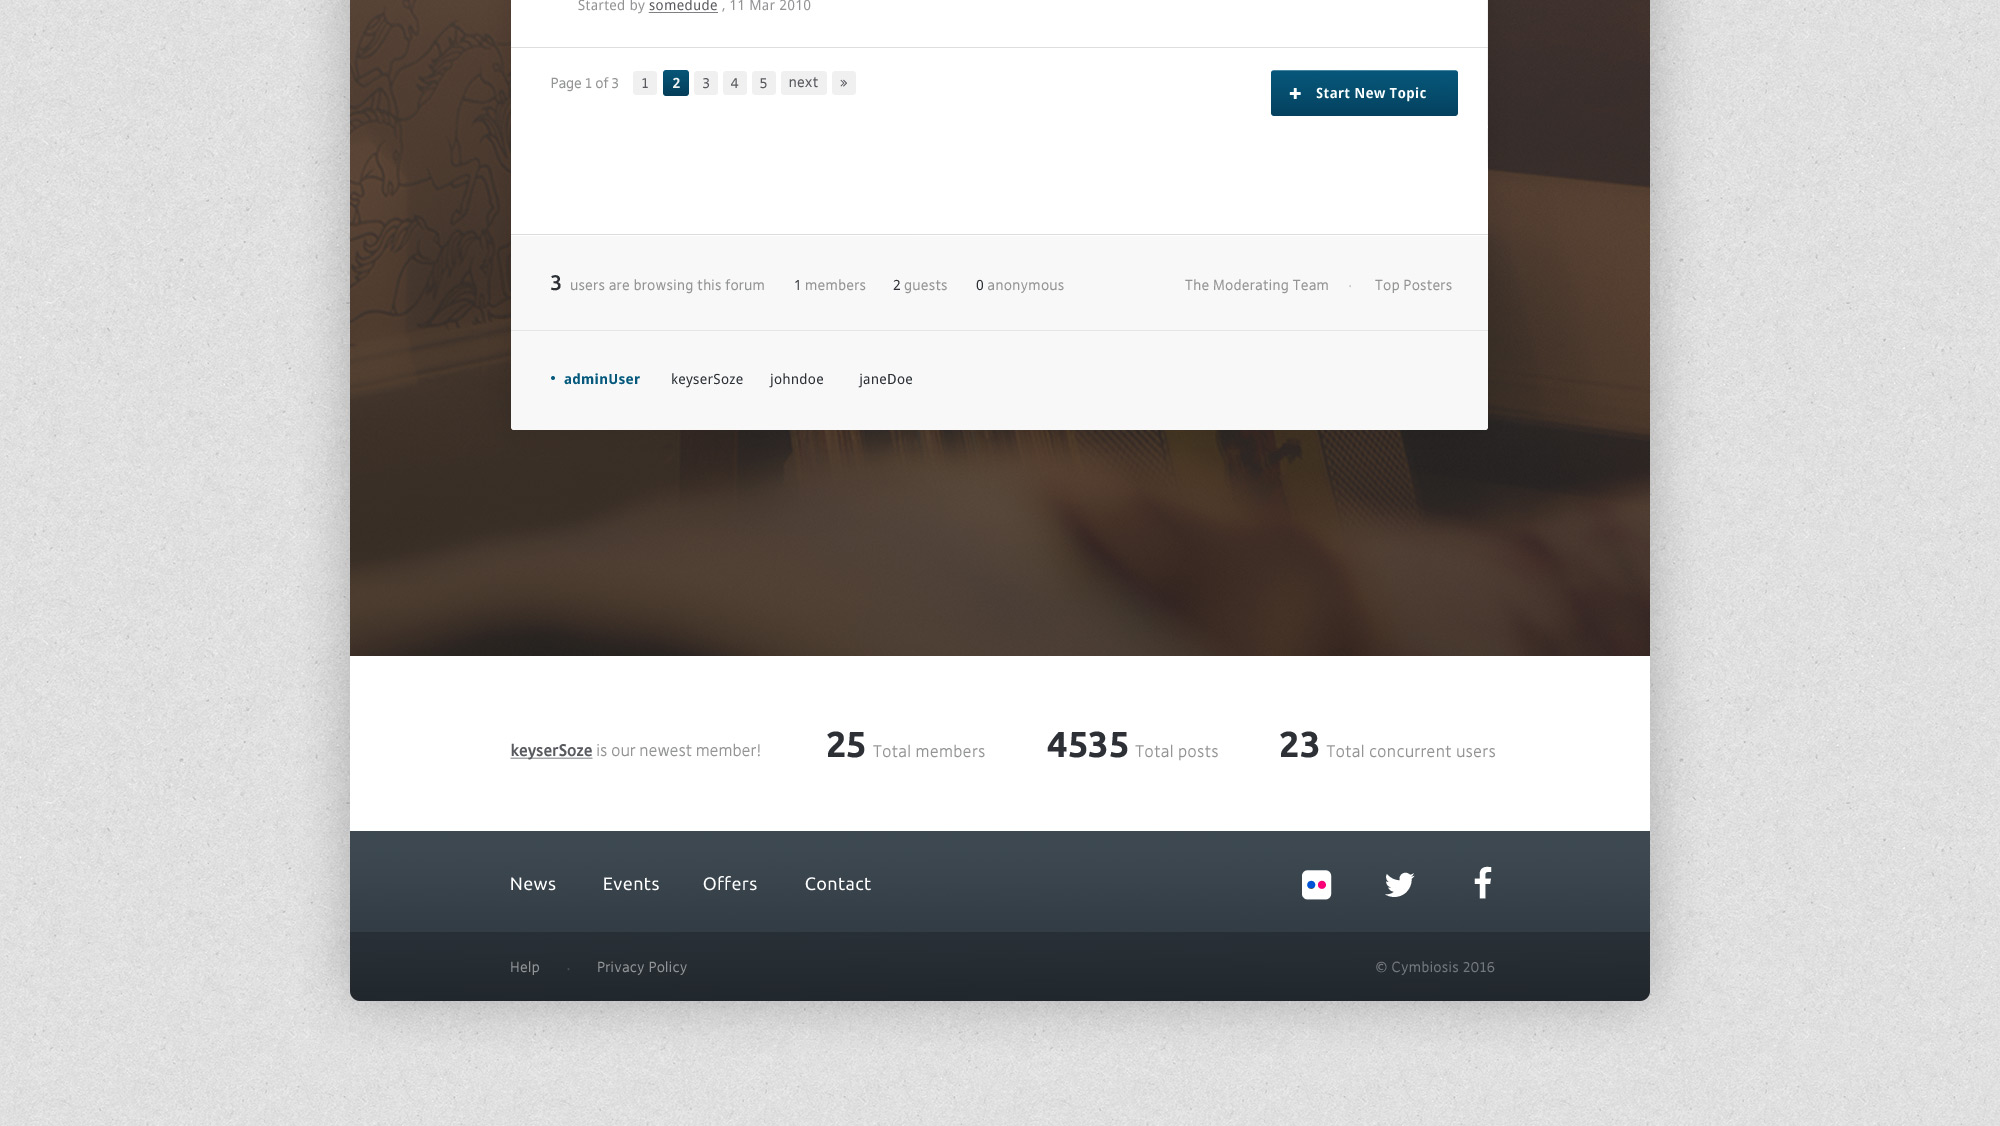 Started by somedude , 11 Mar 2010
Page 1 of 3 1 2 3 4 5 next »
+ Start New Topic
3 users are browsing this forum 1 members 2 guests 0 anonymous The Moderating Team · Top Posters
• adminUser keyserSoze johndoe janeDoe
keyserSoze is our newest member! 25 Total members 4535 Total posts 23 Total concurrent users
News Events Offers Contact
Help · Privacy Policy © Cymbiosis 2016